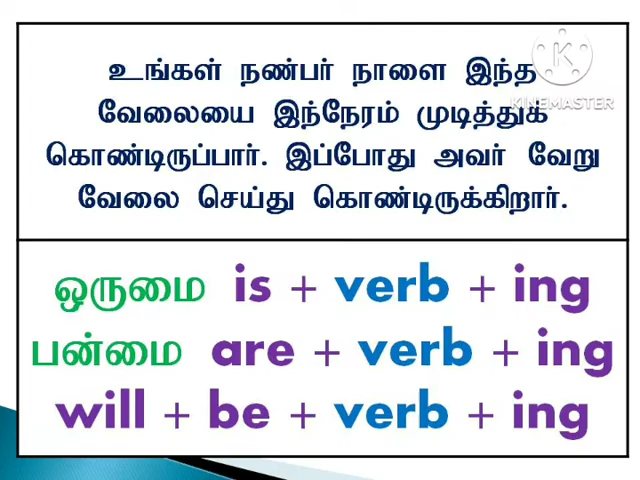 உங்கள் நண்பர் நாளை இந்த
வேலையை இந்நேரம் முடித்துக்
கொண்டிருப்பார். இப்போது அவர் வேறு
வேலை செய்து கொண்டிருக்கிறார்.
ஒருமை is + verb + ing
பன்மை are + verb + ing
will + be + verb + ing
K
KINEMASTER